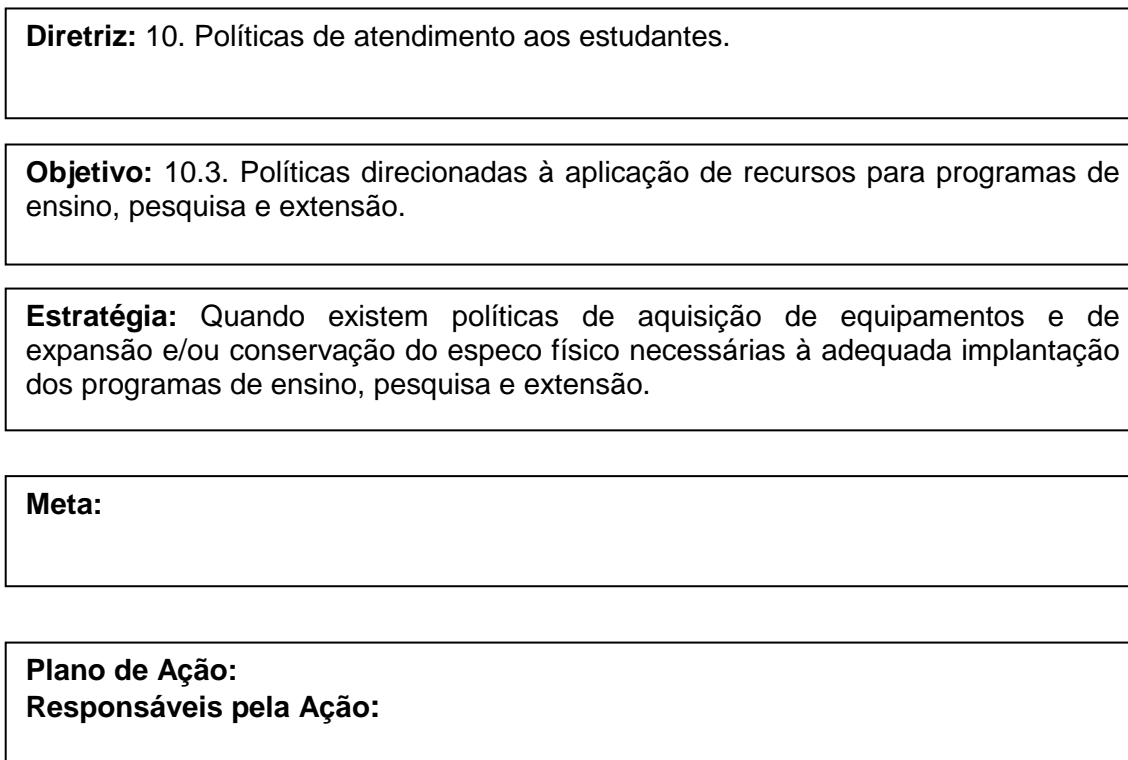 Diretriz: 10. Políticas de atendimento aos estudantes.
Objetivo: 10.3. Políticas direcionadas à aplicação de recursos para programas de
ensino, pesquisa e extensão.
Estratégia: Quando existem políticas de aquisição de equipamentos e de
expansão e/ou conservação do especo físico necessárias à adequada implantação
dos programas de ensino, pesquisa e extensão.
Meta:
Plano de Ação:
Responsáveis pela Ação: